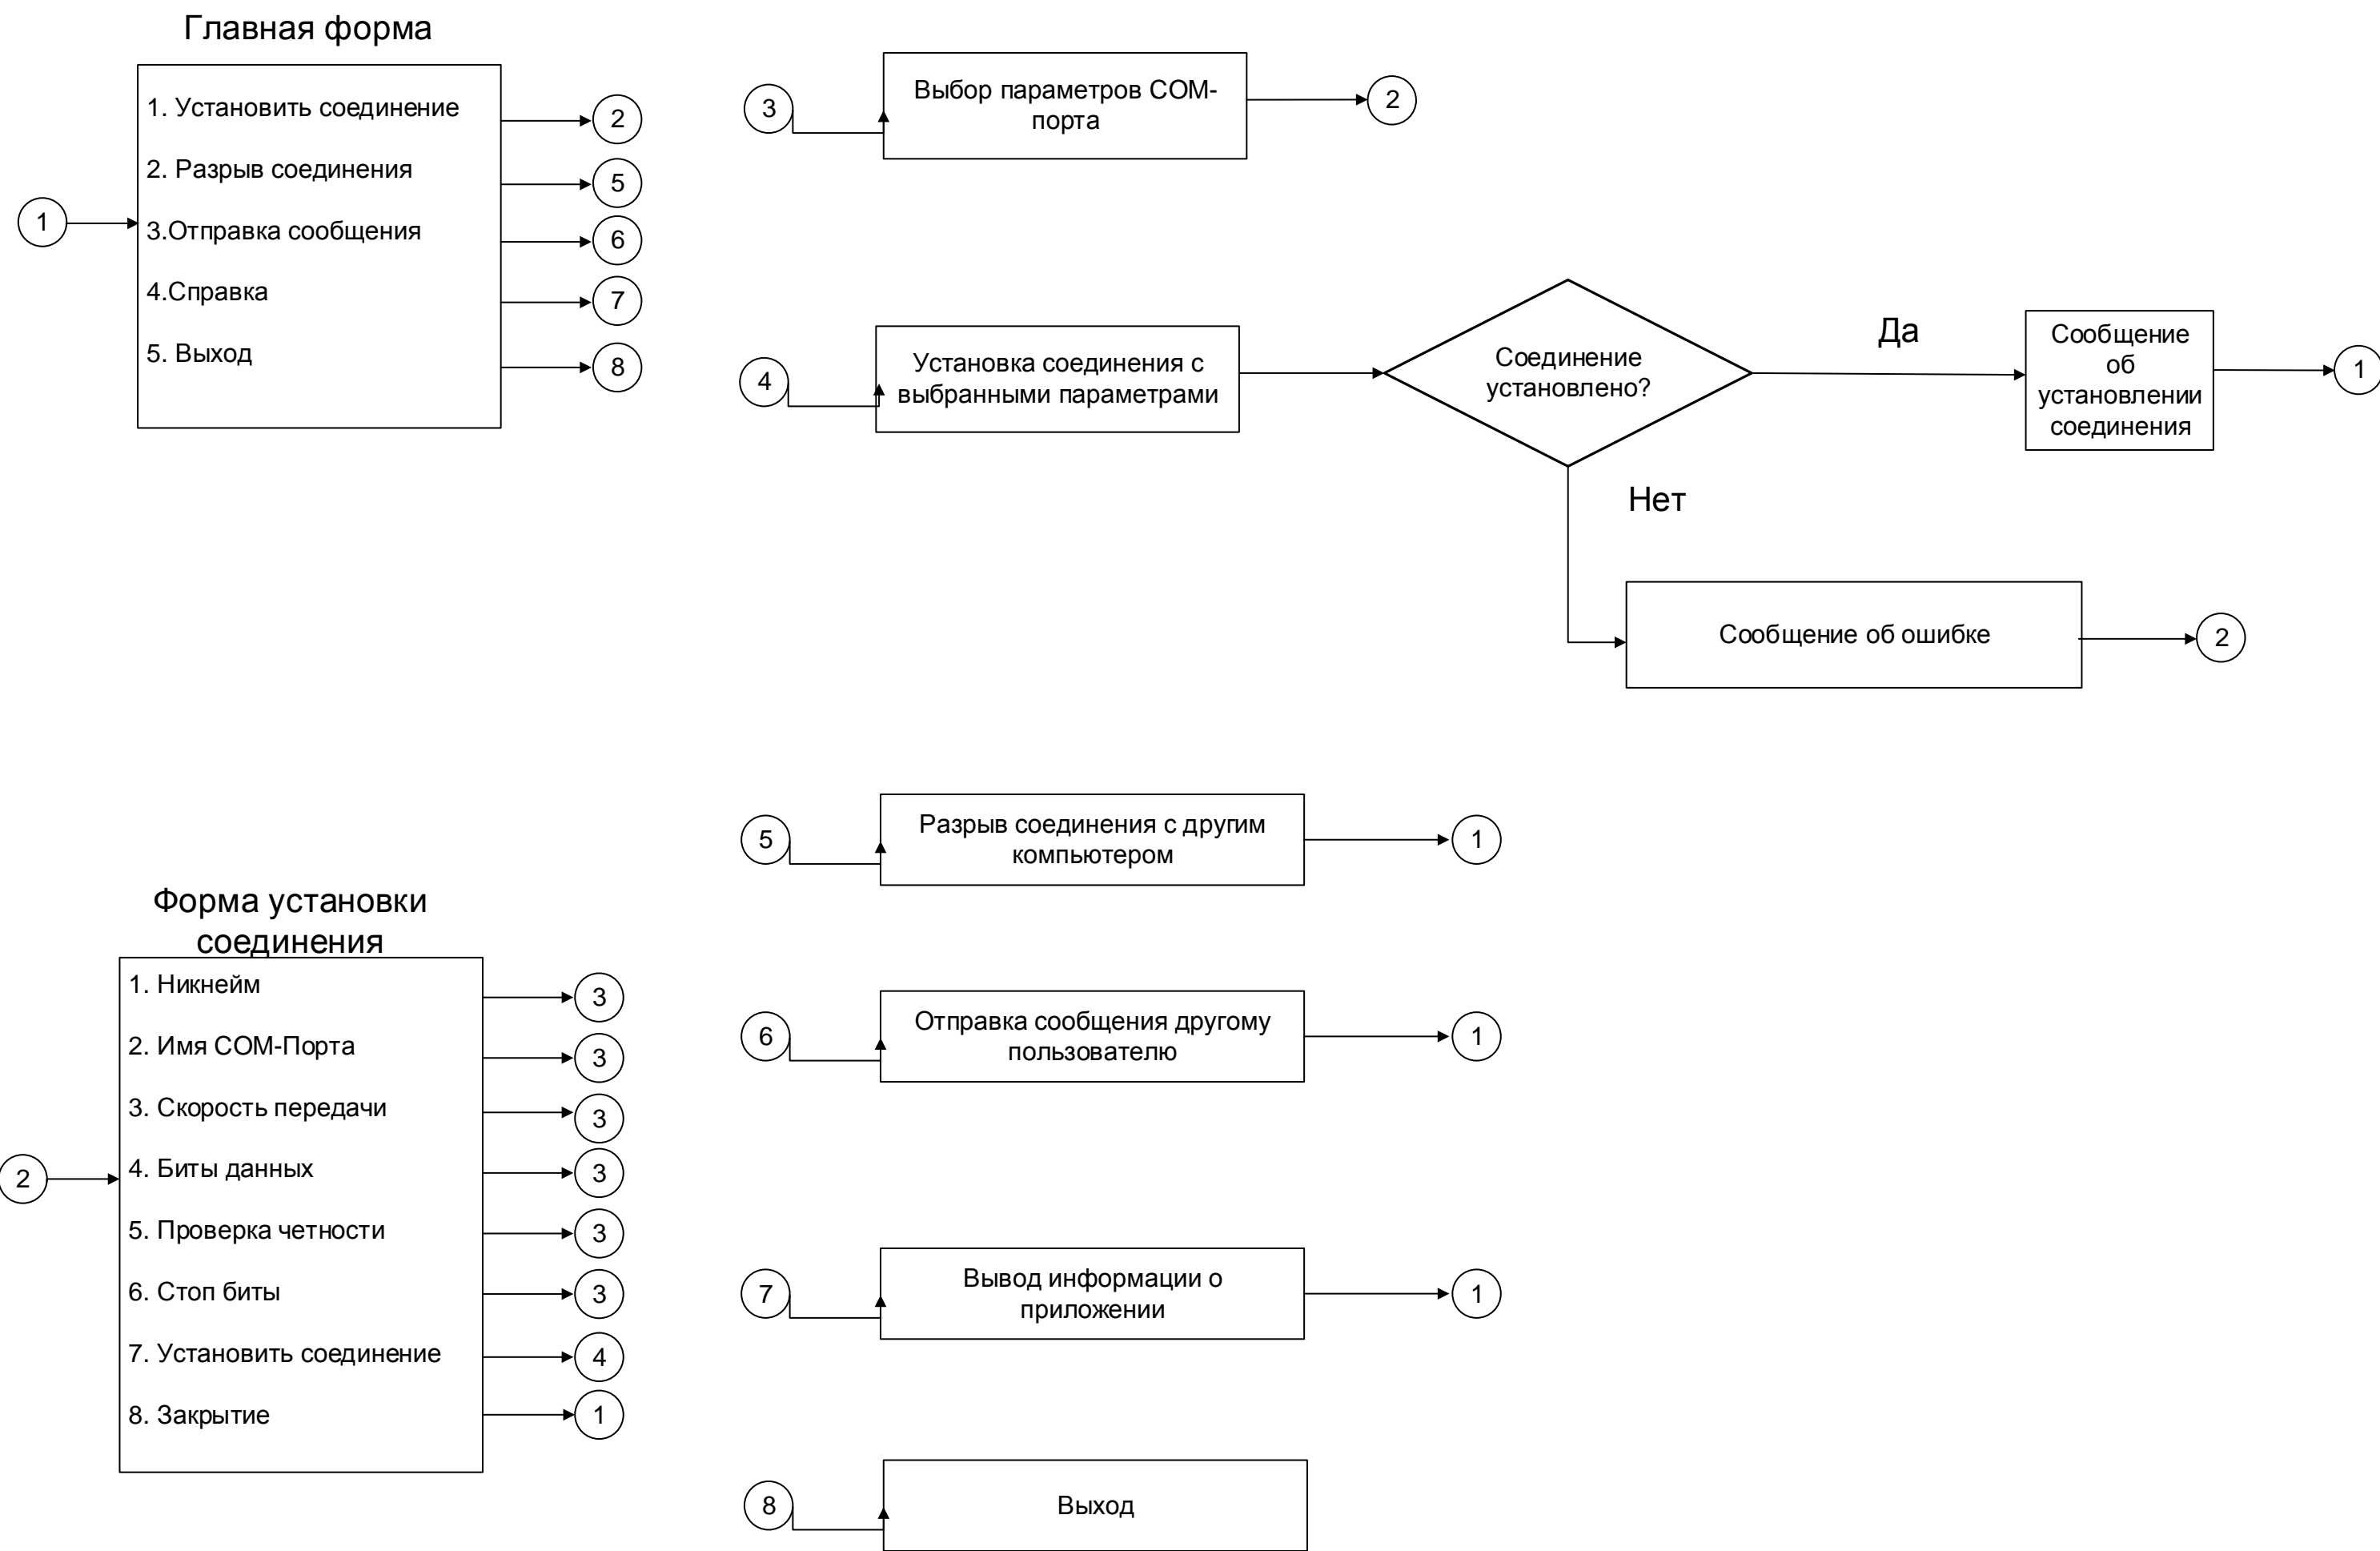 Главная форма
1
1. Установить соединение
2
2. Разрыв соединения
5
3.Отправка сообщения
6
4.Справка
7
5. Выход
8
3
Выбор параметров COM-
порта
2
4
Установка соединения с
выбранными параметрами
Соединение
установлено?
Да
Сообщение
об
установлении
соединения
1
Нет
Сообщение об ошибке
2
Форма установки
соединения
2
1. Никнейм
3
2. Имя COM-Порта
3
3. Скорость передачи
3
4. Биты данных
3
5. Проверка четности
3
6. Стоп биты
3
7. Установить соединение
4
8. Закрытие
1
5
Разрыв соединения с другим
компьютером
1
6
Отправка сообщения другому
пользователю
1
7
Вывод информации о
приложении
1
8
Выход